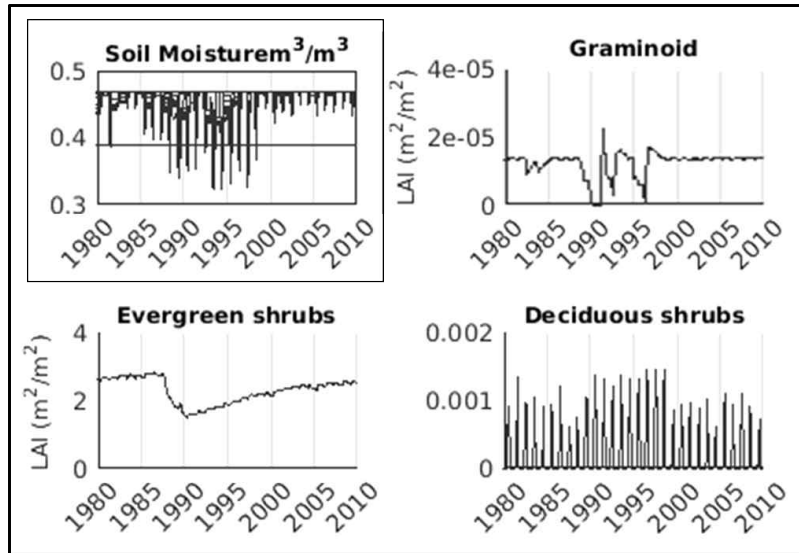 Soil Moisturem³/m³
0.5
0.4
0.3
1980 1985 1990 1995 2000 2005 2010
Graminoid
LAI (m²/m²)
4e-05
2e-05
0
1980 1985 1990 1995 2000 2005 2010
Evergreen shrubs
LAI (m²/m²)
4
2
0
1980 1985 1990 1995 2000 2005 2010
Deciduous shrubs
0.002
0.001
0
1980 1985 1990 1995 2000 2005 2010